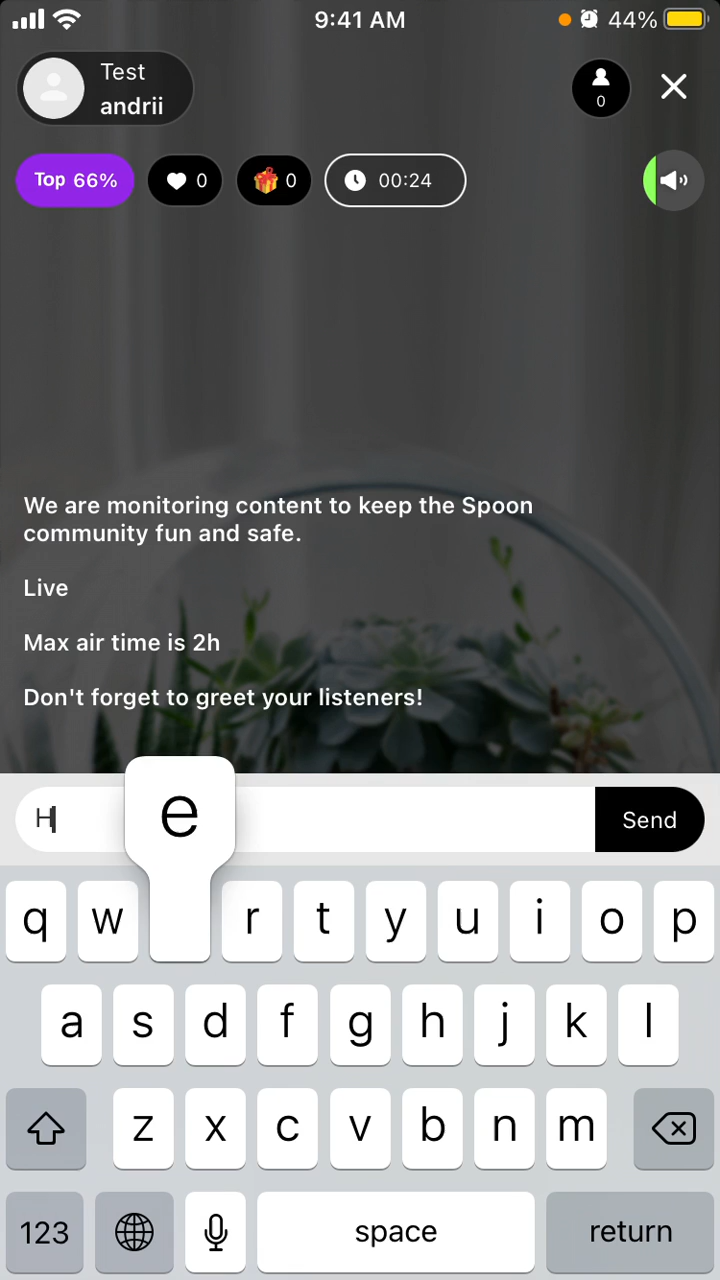 9:41 AM
44%
Test
andrii
0
Top 66%
0
0
00:24
We are monitoring content to keep the Spoon
community fun and safe.
Live
Max air time is 2h
Don't forget to greet your listeners!
H
e
Send
q w r t y u i o p
a s d f g h j k l
z x c v b n m
123 space return